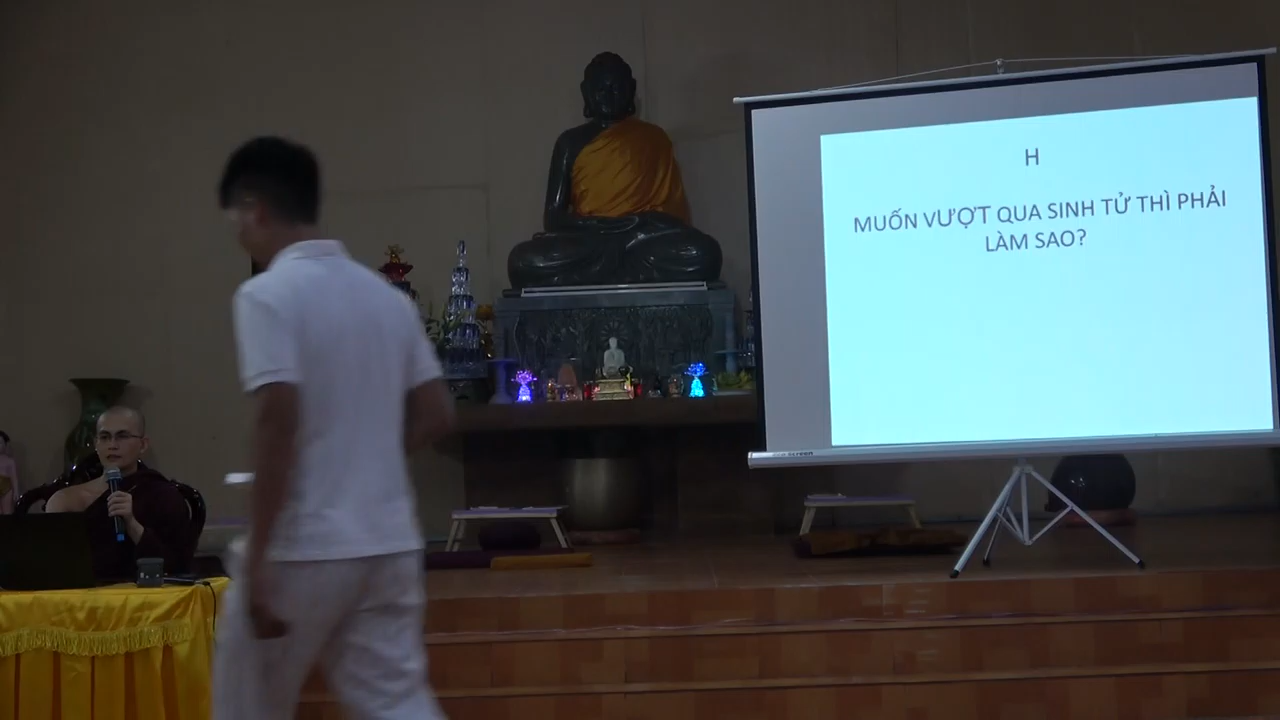 H
MUỐN VƯỢT QUA SINH TỬ THÌ PHẢI
LÀM SAO?